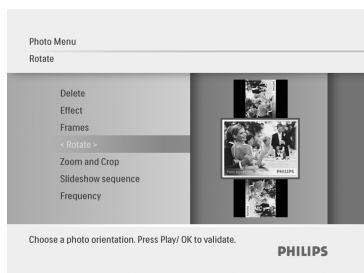 Photo Menu
Rotate
Delete
Effect
Frames
< Rotate >
Zoom and Crop
Slideshow sequence
Frequency
PHILIPS
Choose a photo orientation. Press Play/ OK to validate.
PHILIPS